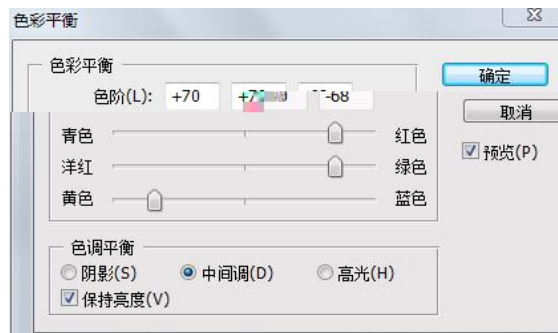 色彩平衡
色彩平衡
确定
色阶(L): +70 -68
取消
青色 红色
预览(P)
洋红 绿色
黄色 蓝色
色调平衡
阴影(S) 中间调(D) 高光(H)
保持亮度(V)